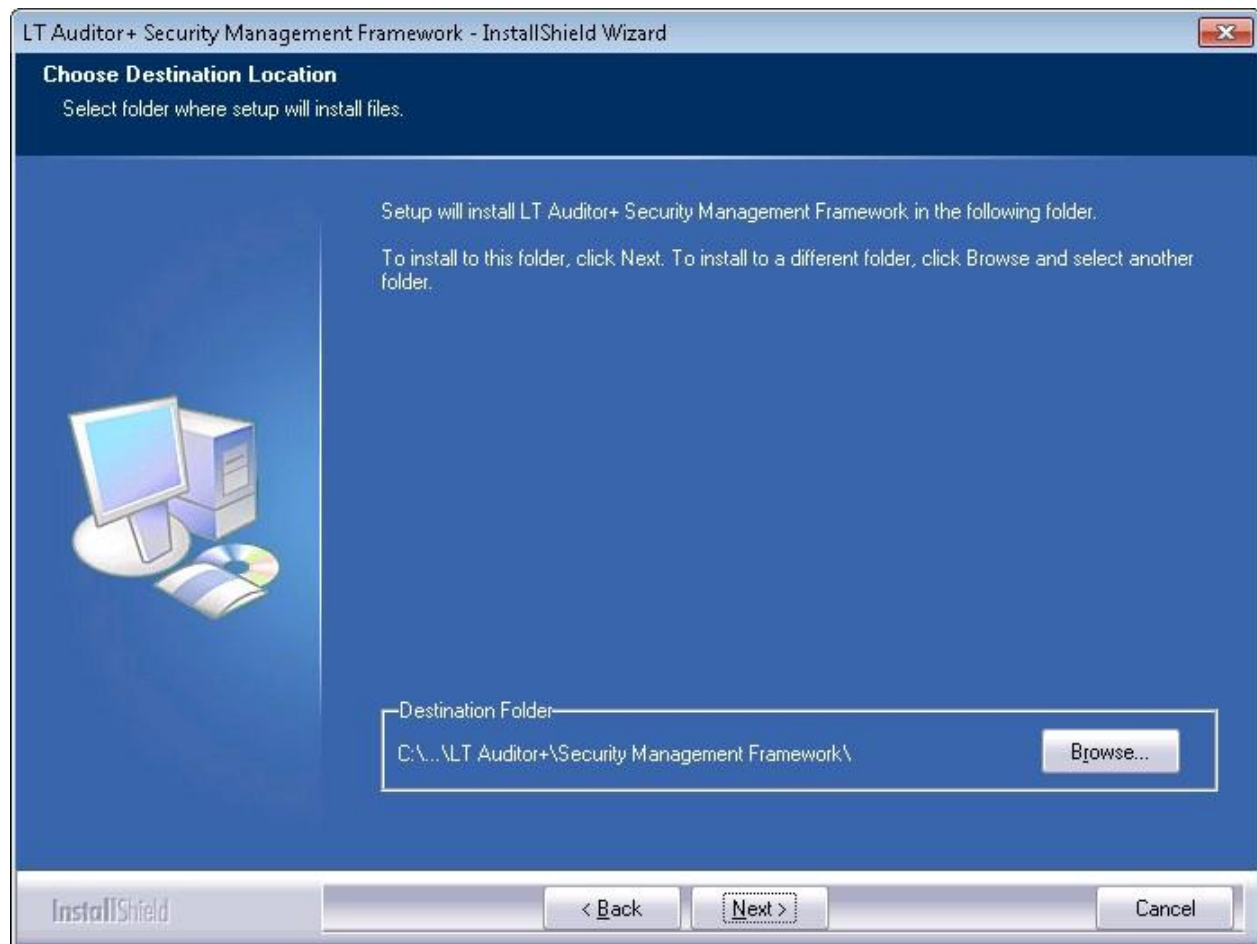 LT Auditor+ Security Management Framework - InstallShield Wizard
Choose Destination Location
Select folder where setup will install files.
Setup will install LT Auditor+ Security Management Framework in the following folder.
To install to this folder, click Next. To install to a different folder, click Browse and select another
folder.
Destination Folder
C:\...\LT Auditor+\Security Management Framework\
Browse...
InstallShield
< Back
Next >
Cancel